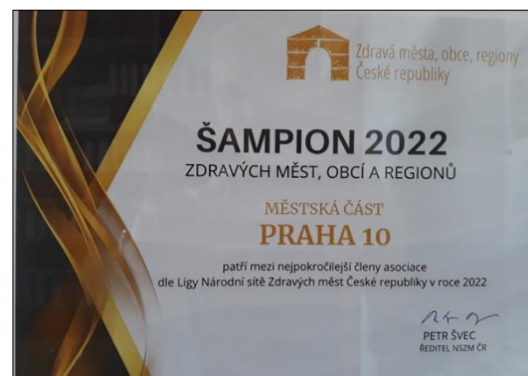 Zdravá města, obce, regiony
České republiky
ŠAMPION 2022
ZDRAVÝCH MĚST, OBCÍ A REGIONŮ
MĚSTSKÁ ČÁST
PRAHA 10
patří mezi nejpokročilejší členy asociace
dle Ligy Národní sítě Zdravých měst České republiky v roce 2022
PETR ŠVEC
ŘEDITEL NSZM ČR